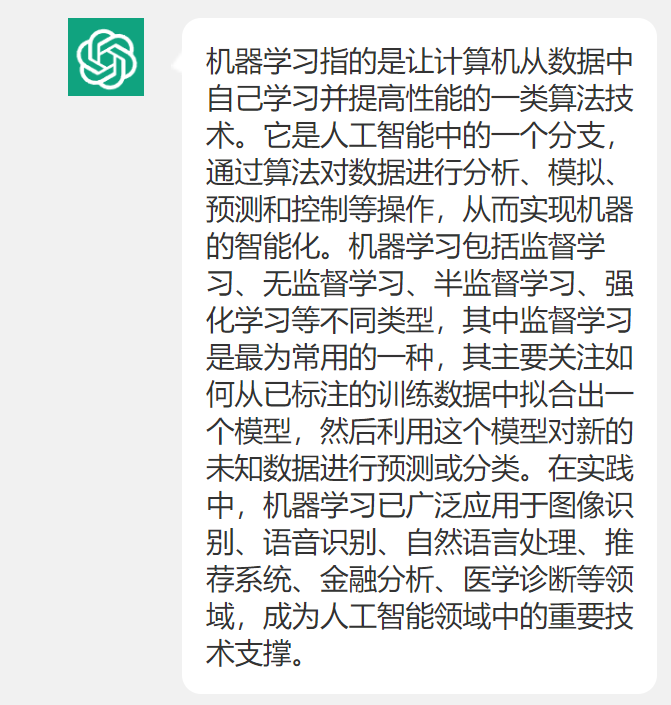 机器学习指的是让计算机从数据中
自己学习并提高性能的一类算法技
术。它是人工智能中的一个分支，
通过算法对数据进行分析、模拟、
预测和控制等操作，从而实现机器
的智能化。机器学习包括监督学
习、无监督学习、半监督学习、强
化学习等不同类型，其中监督学习
是最为常用的一种，其主要关注如
何从已标注的训练数据中拟合出一
个模型，然后利用这个模型对新的
未知数据进行预测或分类。在实践
中，机器学习已广泛应用于图像识
别、语音识别、自然语言处理、推
荐系统、金融分析、医学诊断等领
域，成为人工智能领域中的重要技
术支撑。